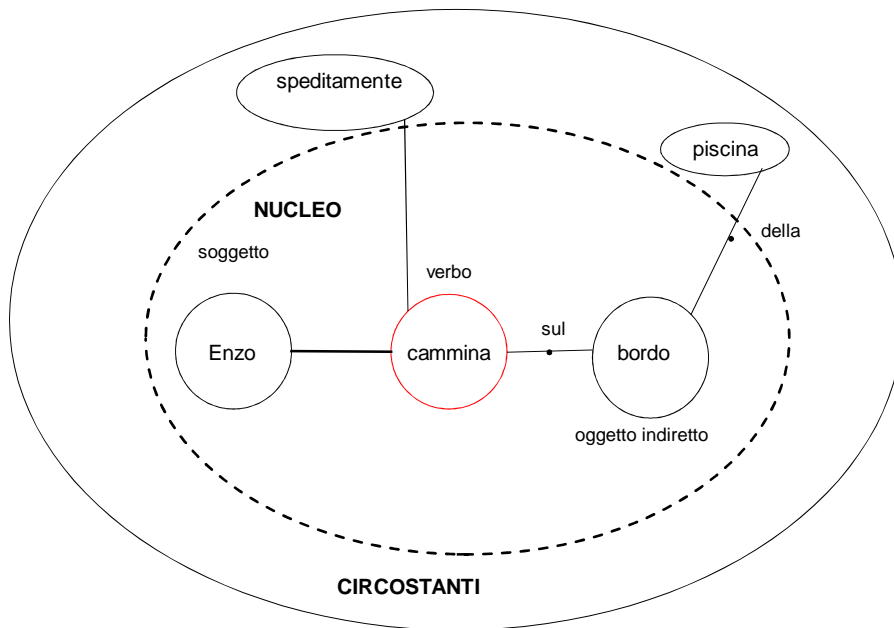 speditamente
piscina
NUCLEO
della
soggetto
verbo
sul
Enzo
cammina
bordo
oggetto indiretto
CIRCOSTANTI